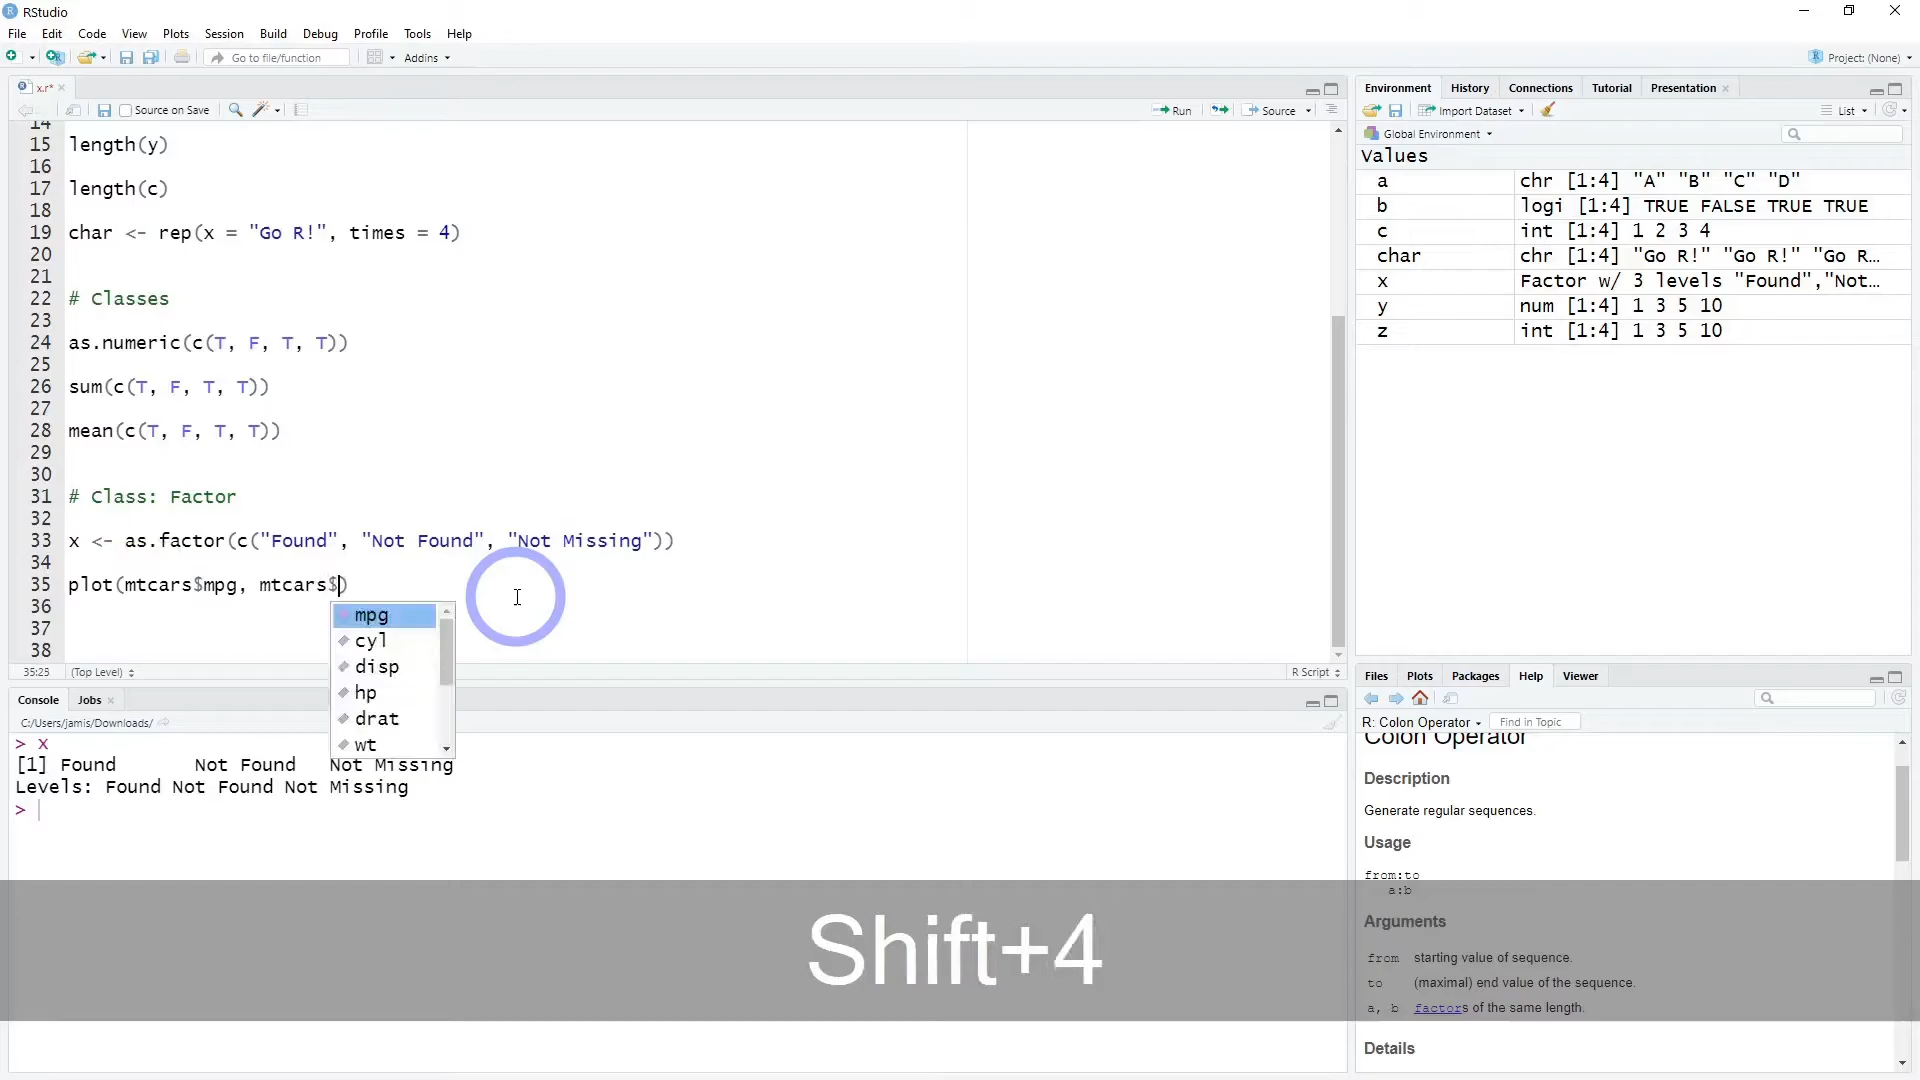 RStudio
File Edit Code View Plots Session Build Debug Profile Tools Help
Go to file/function Addins Project: (None)
x.r* Environment History Connections Tutorial Presentation
Source on Save Run Source Import Dataset List
Global Environment
14
15 length(y)
16
17 length(c)
18
19 char <- rep(x = "Go R!", times = 4)
20
21
22 # Classes
23
24 as.numeric(c(T, F, T, T))
25
26 sum(c(T, F, T, T))
27
28 mean(c(T, F, T, T))
29
30
31 # Class: Factor
32
33 x <- as.factor(c("Found", "Not Found", "Not Missing"))
34
35 plot(mtcars$mpg, mtcars$)
36
37
38
mpg
cyl
disp
hp
drat
wt
35:25 (Top Level) R Script
Values
a chr [1:4] "A" "B" "C" "D"
b logi [1:4] TRUE FALSE TRUE TRUE
c int [1:4] 1 2 3 4
char chr [1:4] "Go R!" "Go R!" "Go R…
x Factor w/ 3 levels "Found","Not…
y num [1:4] 1 3 5 10
z int [1:4] 1 3 5 10
Console Jobs
C:/Users/jamis/Downloads/
> x
[1] Found Not Found Not Missing
Levels: Found Not Found Not Missing
>
Files Plots Packages Help Viewer
R: Colon Operator Find in Topic
Colon Operator
Description
Generate regular sequences.
Usage
from:to
a:b
Arguments
from starting value of sequence.
to (maximal) end value of the sequence.
a, b factors of the same length.
Details
Shift+4